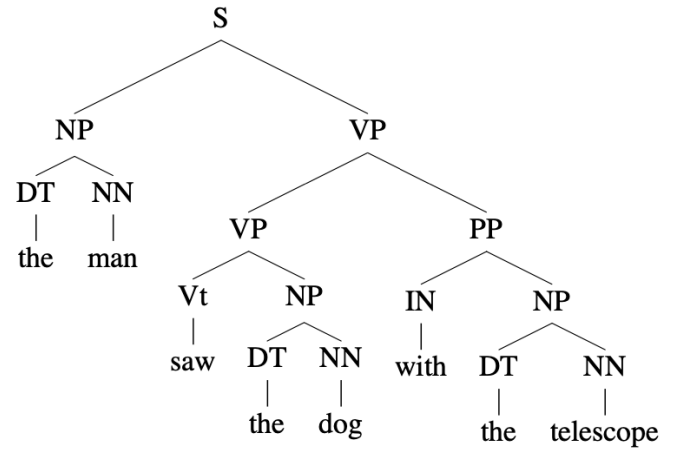 S
NP VP
DT NN VP PP
the man Vt NP IN NP
saw DT NN with DT NN
the dog the telescope